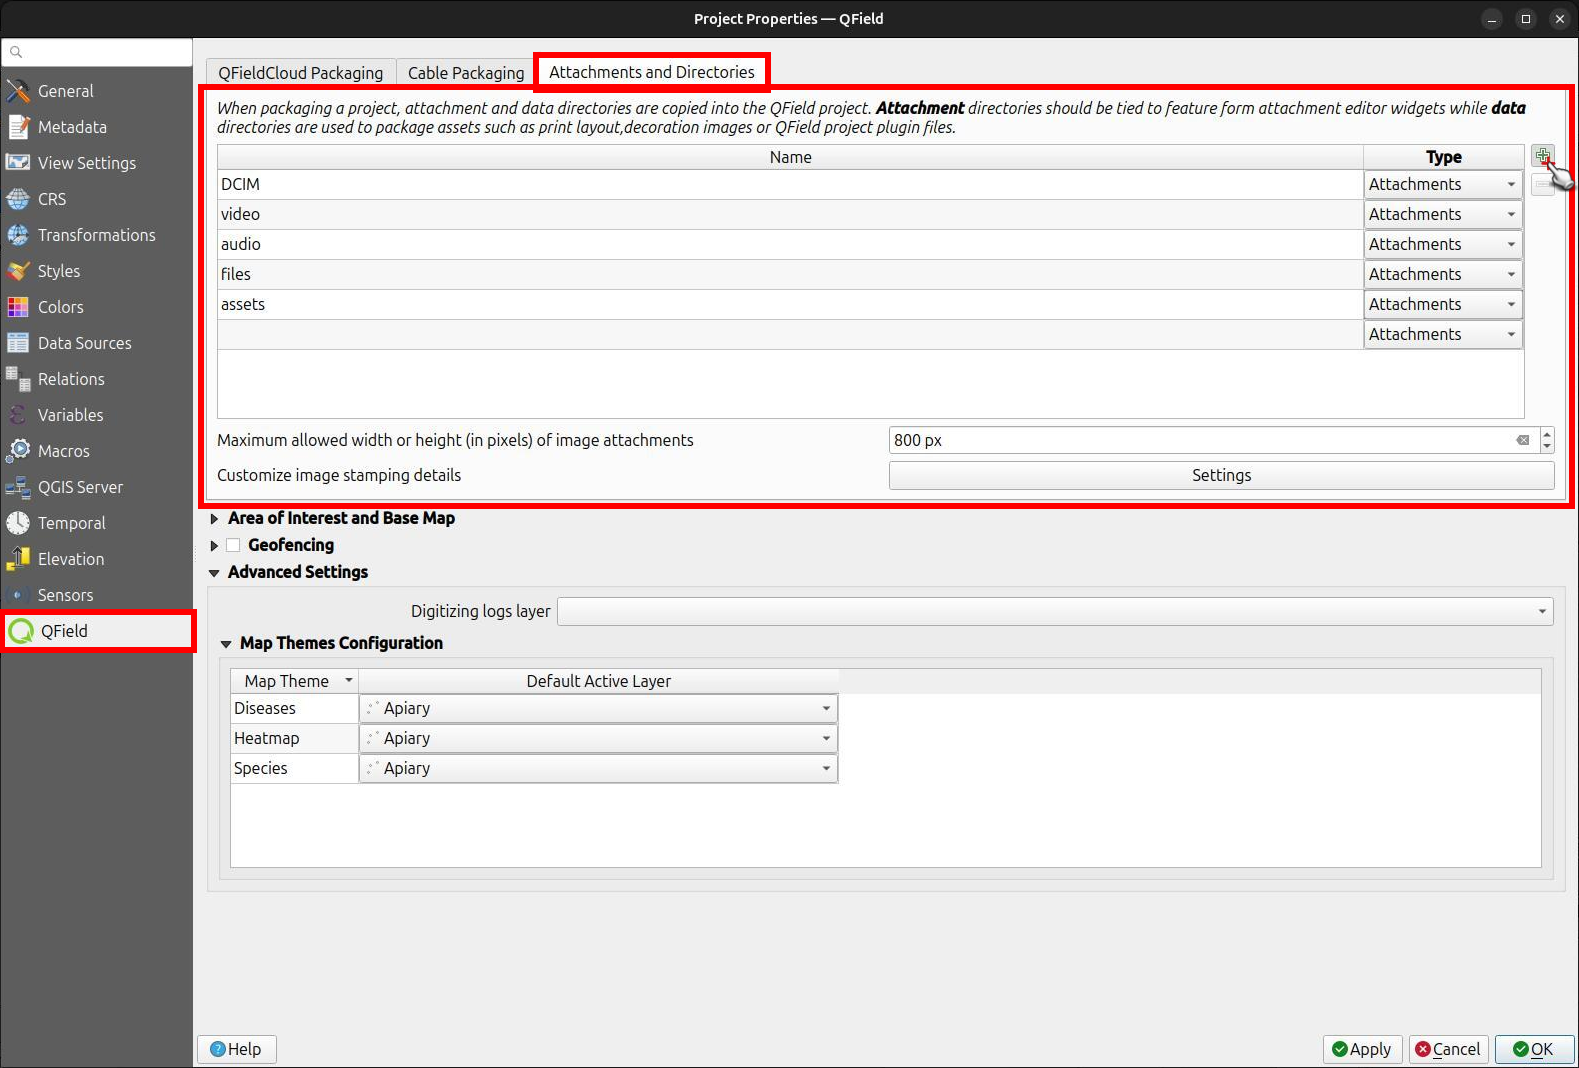 Project Properties — QField
General
Metadata
View Settings
CRS
Transformations
Styles
Colors
Data Sources
Relations
Variables
Macros
QGIS Server
Temporal
Elevation
Sensors
QField
QFieldCloud Packaging
Cable Packaging
Attachments and Directories
When packaging a project, attachment and data directories are copied into the QField project. Attachment directories should be tied to feature form attachment editor widgets while data
directories are used to package assets such as print layout,decoration images or QField project plugin files.
Name Type
DCIM Attachments
video Attachments
audio Attachments
files Attachments
assets Attachments
Attachments
Maximum allowed width or height (in pixels) of image attachments 800 px
Customize image stamping details Settings
Area of Interest and Base Map
Geofencing
Advanced Settings
Digitizing logs layer
Map Themes Configuration
Map Theme Default Active Layer
Diseases Apiary
Heatmap Apiary
Species Apiary
Help Apply Cancel OK